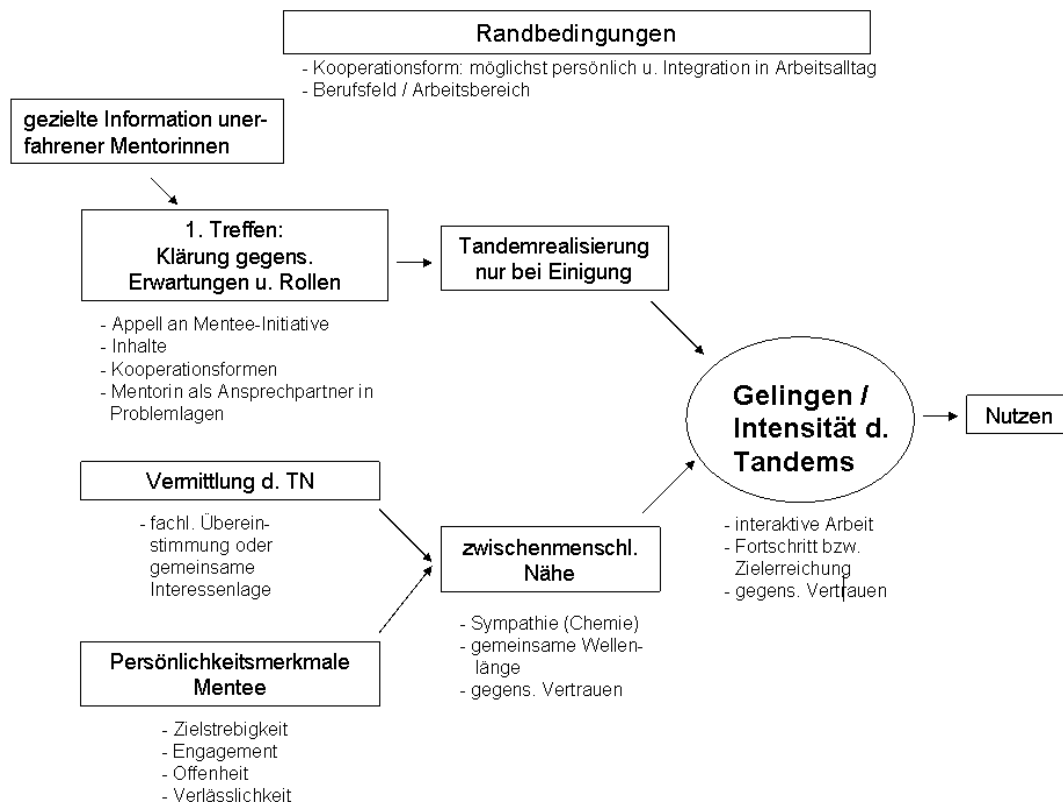 Randbedingungen
- Kooperationsform: möglichst persönlich u. Integration in Arbeitsalltag
- Berufsfeld / Arbeitsbereich
gezielte Information uner-
fahrener Mentorinnen
1. Treffen:
Klärung gegens.
Erwartungen u. Rollen
- Appell an Mentee-Initiative
- Inhalte
- Kooperationsformen
- Mentorin als Ansprechpartner in
Problemlagen
Tandemrealisierung
nur bei Einigung
Gelingen /
Intensität d.
Tandems
- interaktive Arbeit
- Fortschritt bzw.
Zielerreichung
- gegens. Vertrauen
Nutzen
Vermittlung d. TN
- fachl. Überein-
stimmung oder
gemeinsame
Interessenlage
zwischenmenschl.
Nähe
- Sympathie (Chemie)
- gemeinsame Wellen-
länge
- gegens. Vertrauen
Persönlichkeitsmerkmale
Mentee
- Zielstrebigkeit
- Engagement
- Offenheit
- Verlässlichkeit